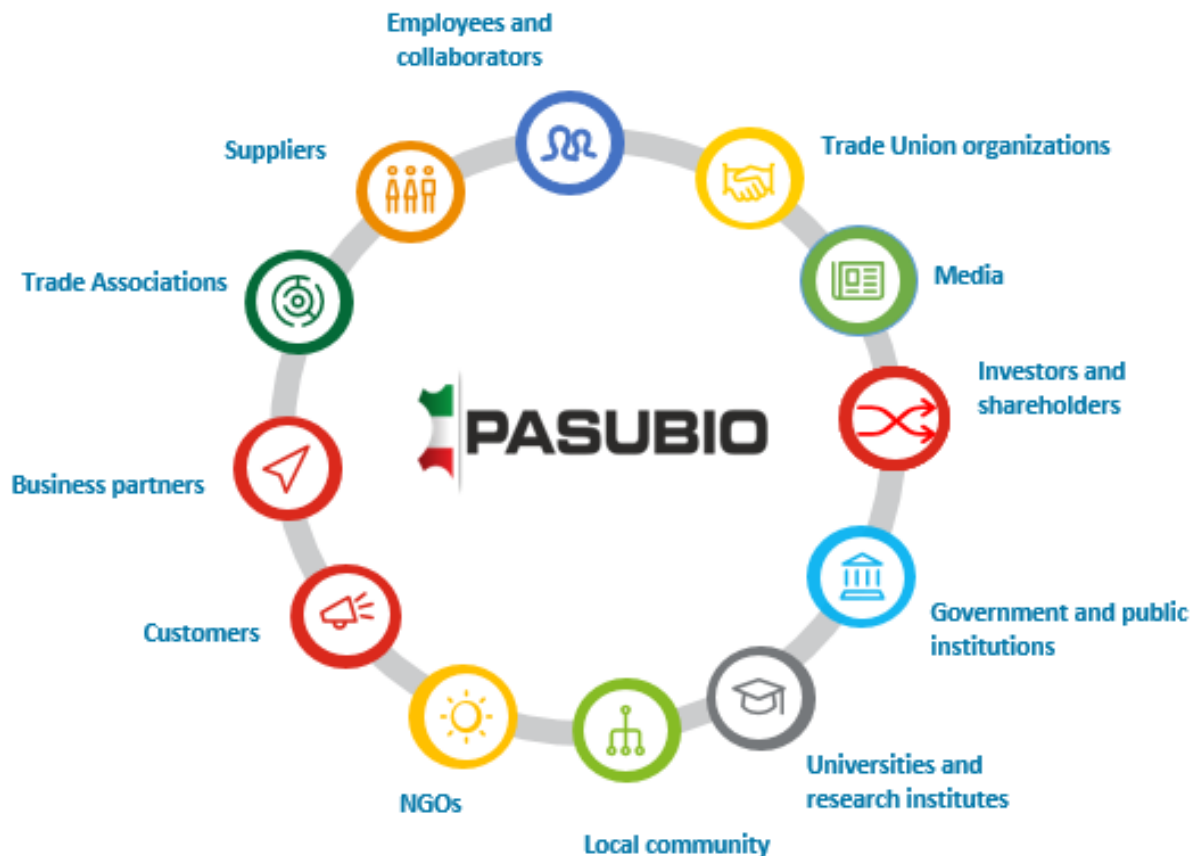 Employees and
collaborators
Trade Union organizations
Suppliers
Media
Trade Associations
Investors and
shareholders
PASUBIO
Business partners
Government and public
institutions
Customers
Universities and
research institutes
NGOs
Local community